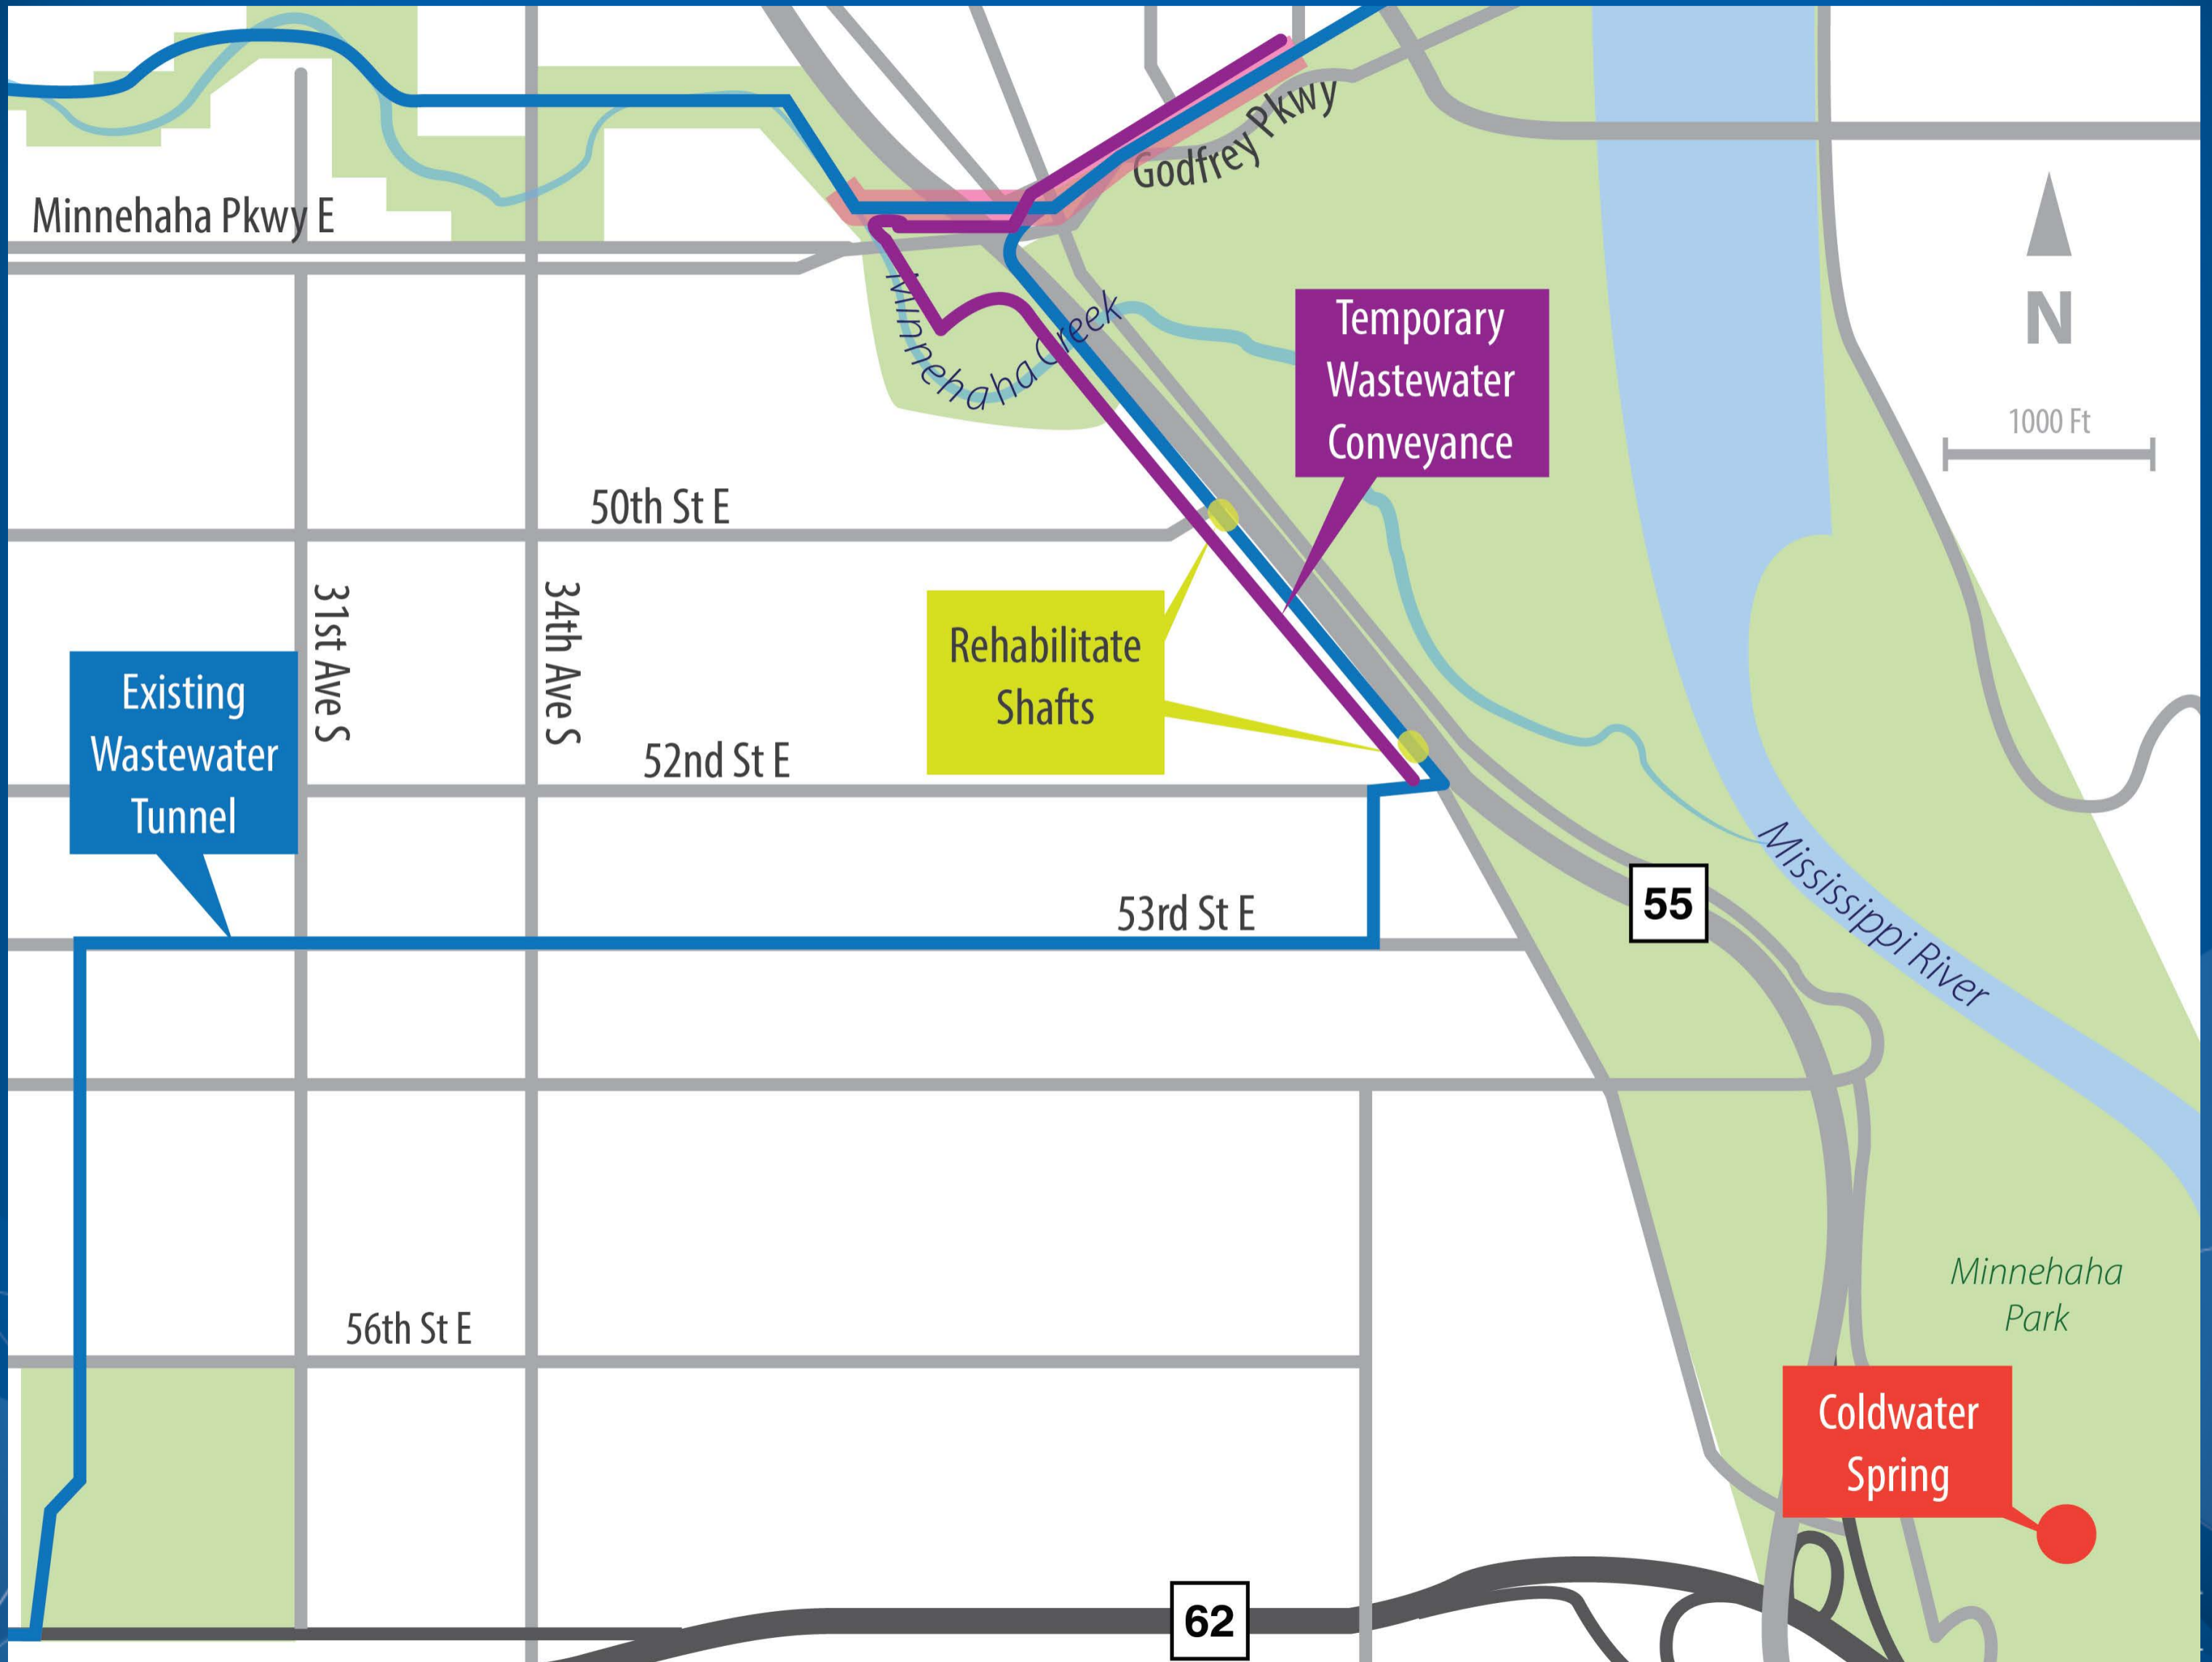 Godfrey Pkwy
Minnehaha Pkwy E
Minnehaha Creek
Temporary
Wastewater
Conveyance
N
1000 Ft
50th St E
31st Ave S
34th Ave S
Rehabilitate
Shafts
Existing
Wastewater
Tunnel
52nd St E
53rd St E
55
Mississippi River
Minnehaha
Park
56th St E
Coldwater
Spring
62